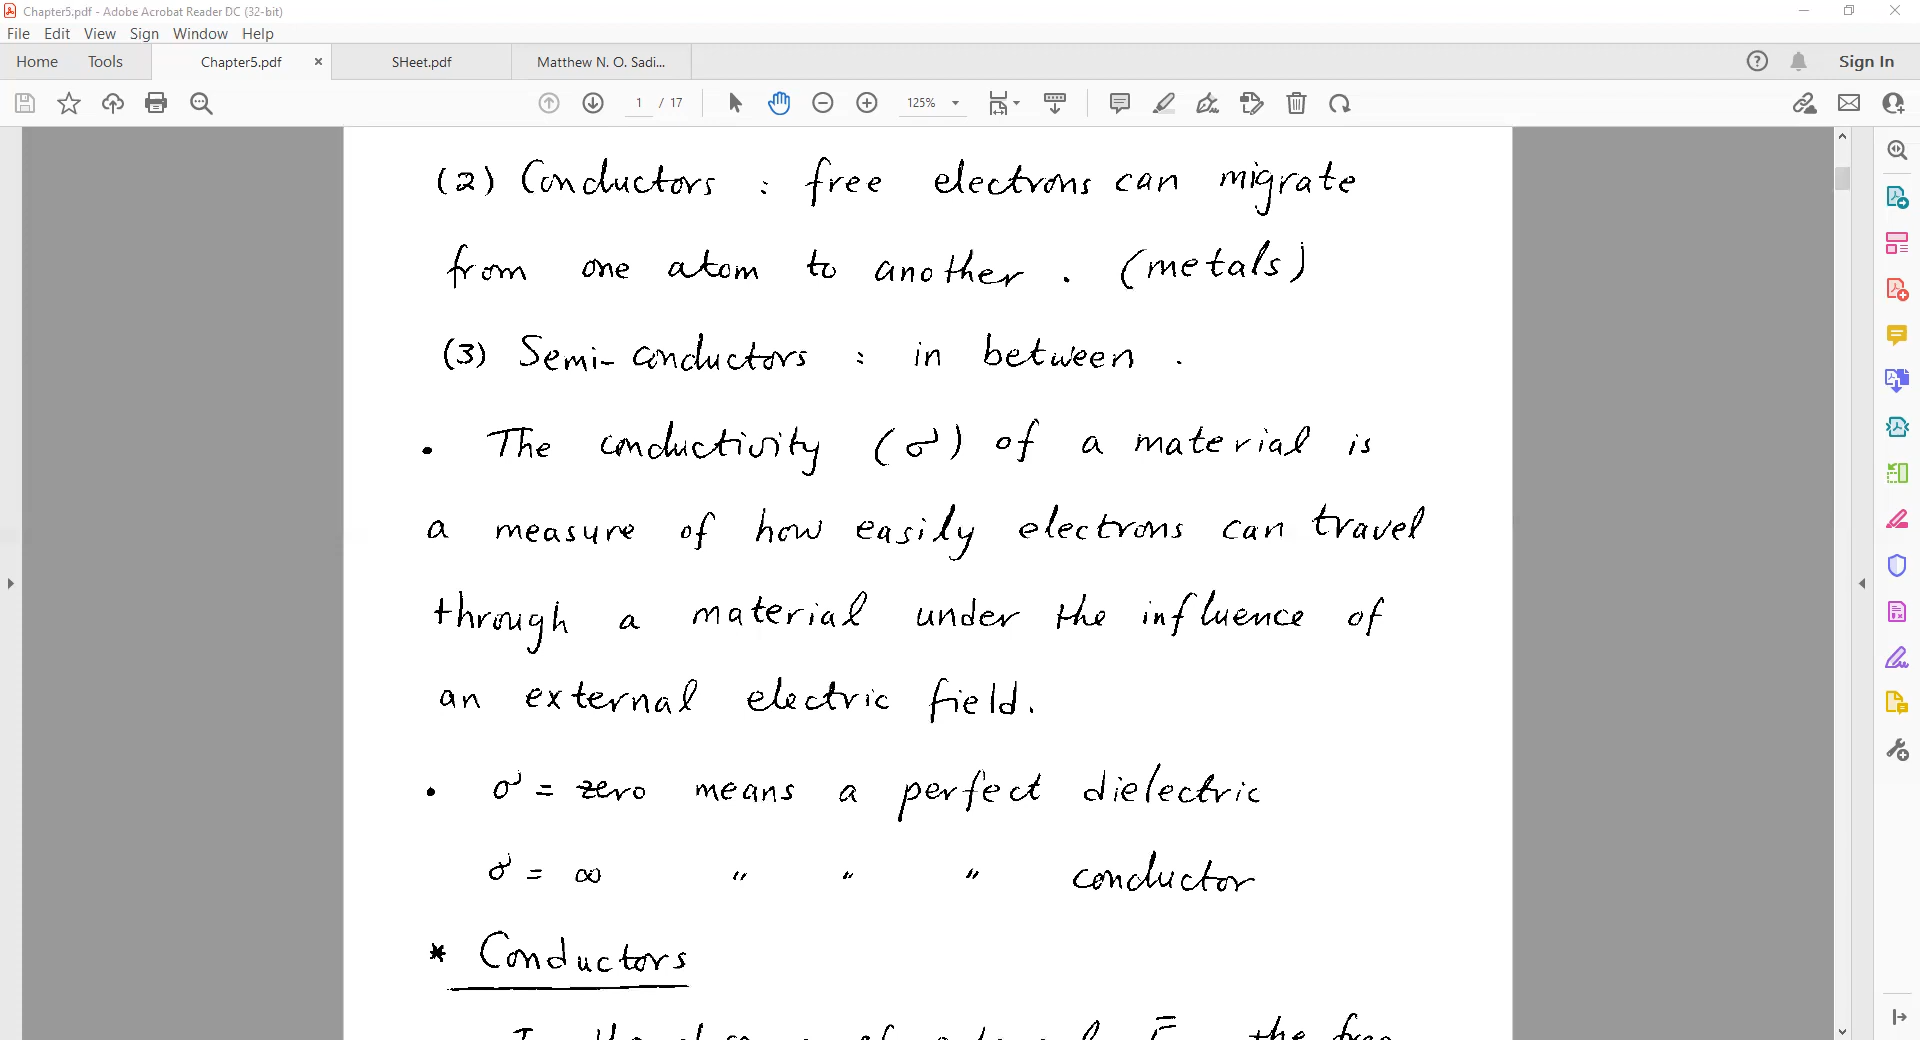 Chapter5.pdf - Adobe Acrobat Reader DC (32-bit)
File Edit View Sign Window Help
Home Tools Chapter5.pdf × SHeet.pdf Matthew N. O. Sadi... Sign In
1 / 17 125%
(2) Conductors : free electrons can migrate
from one atom to another . (metals)
(3) Semi-conductors : in between .
• The conductivity (σ) of a material is
a measure of how easily electrons can travel
through a material under the influence of
an external electric field.
• σ = zero means a perfect dielectric
σ = ∞ " " " conductor
* Conductors
the free